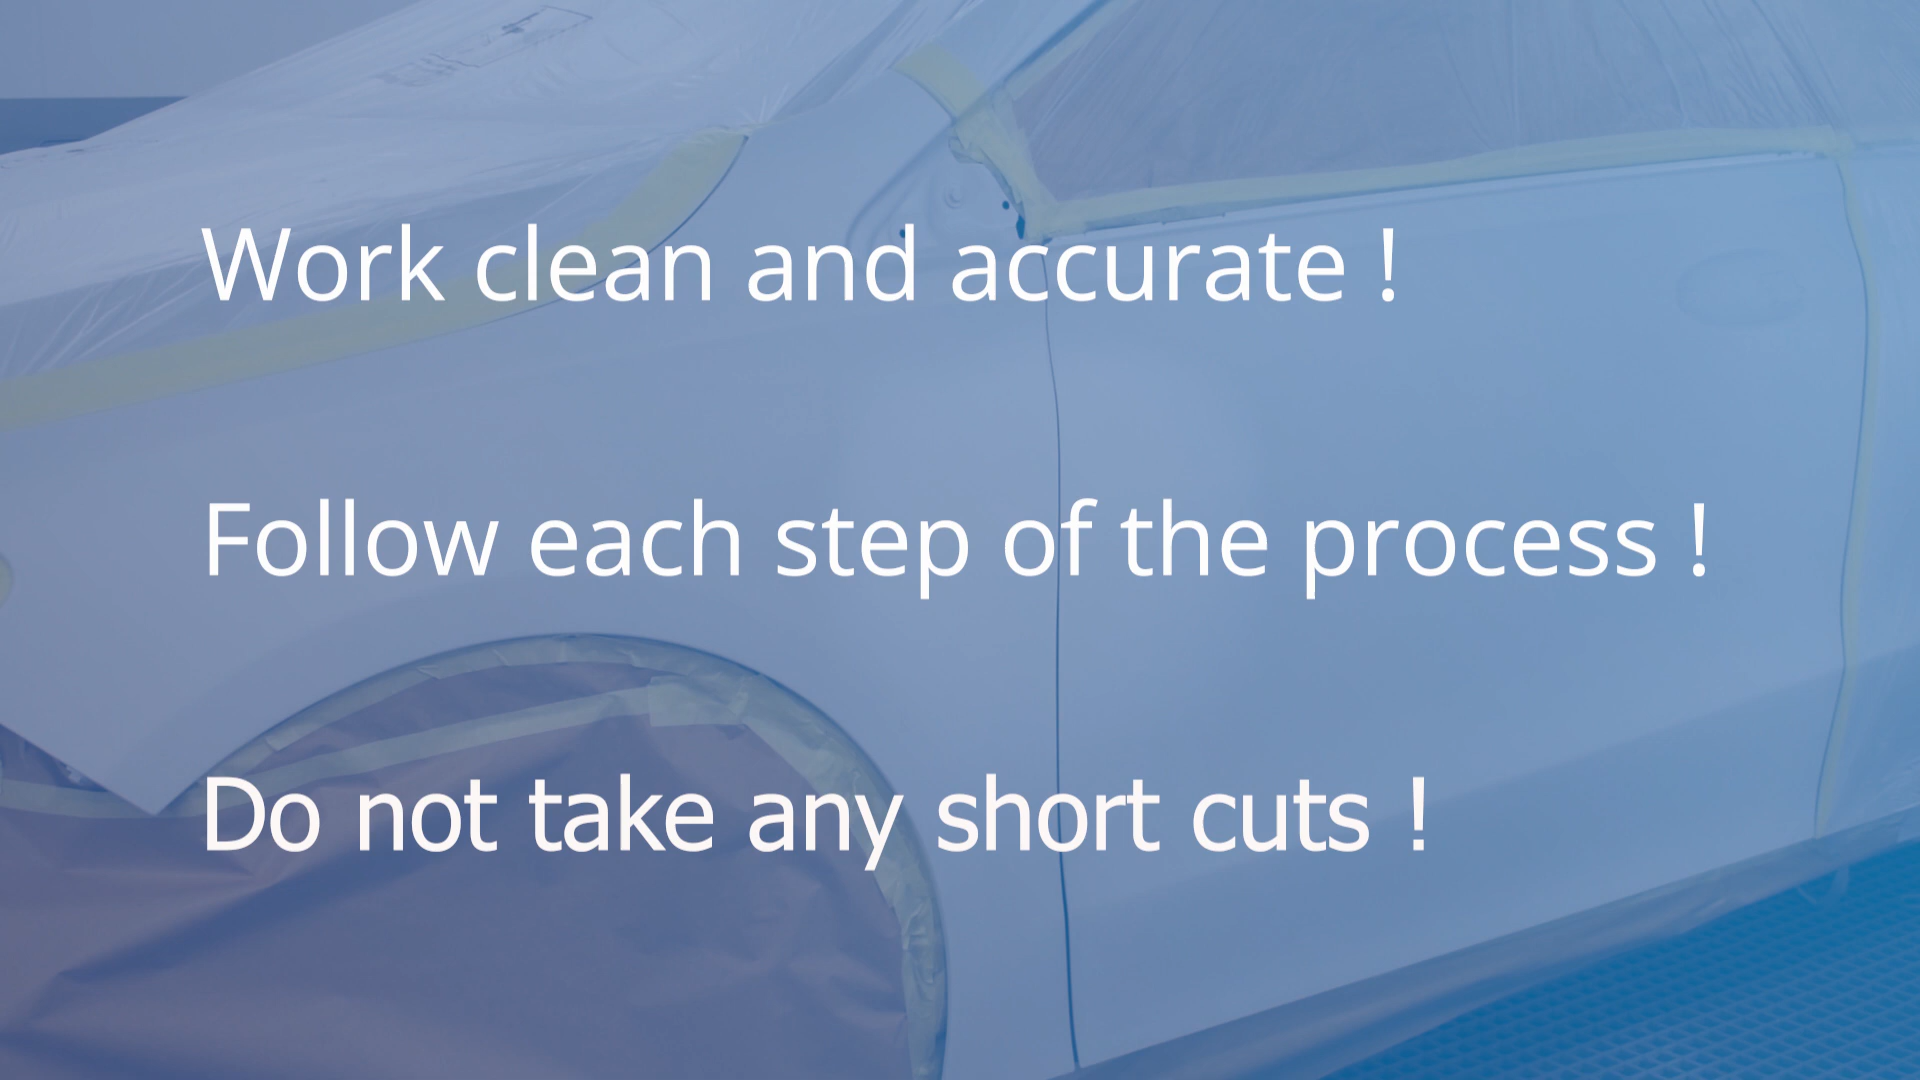 Work clean and accurate !
Follow each step of the process !
Do not take any short cuts !